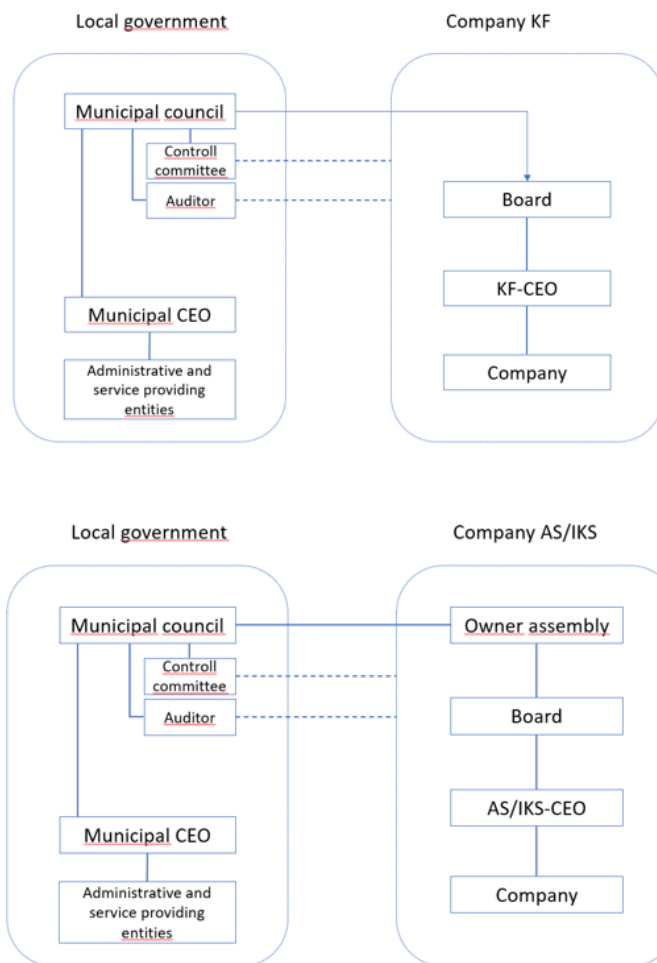 Local government
Company KF
Municipal council
Controll
committee
Auditor
Board
KF-CEO
Municipal CEO
Company
Administrative and
service providing
entities
Local government
Company AS/IKS
Municipal council
Owner assembly
Controll
committee
Auditor
Board
AS/IKS-CEO
Municipal CEO
Company
Administrative and
service providing
entities